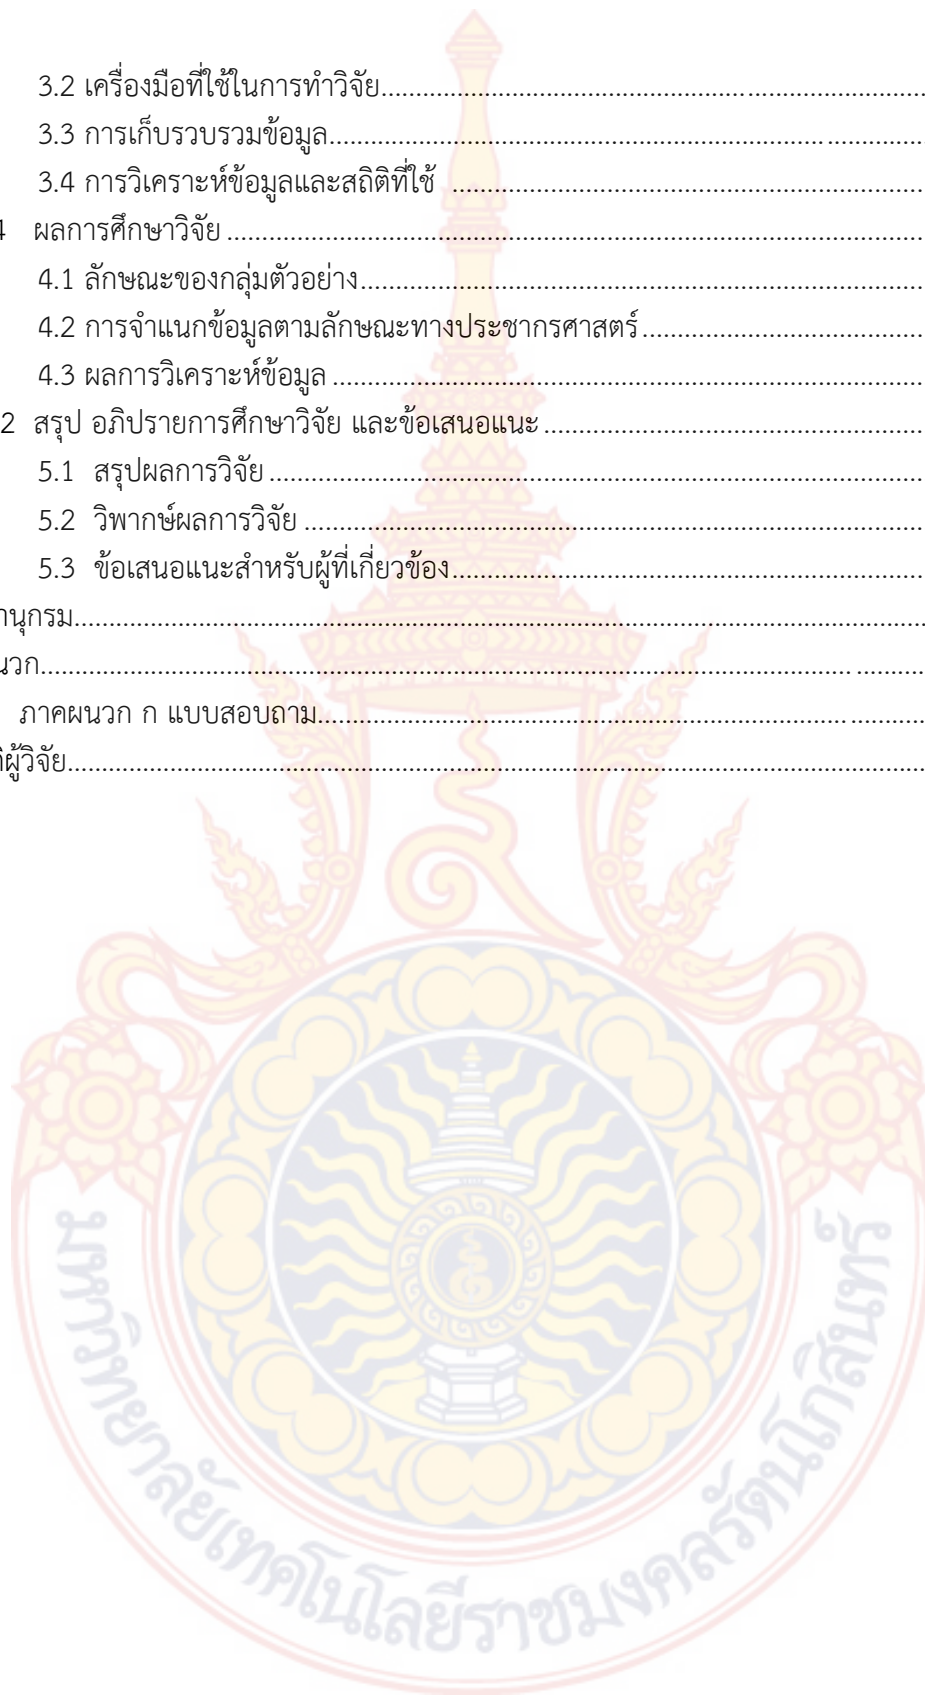 3.2 เครื่องมือที่ใช้ในการทำวิจัย
3.3 การเก็บรวบรวมข้อมูล
3.4 การวิเคราะห์ข้อมูลและสถิติที่ใช้
4 ผลการศึกษาวิจัย
4.1 ลักษณะของกลุ่มตัวอย่าง
4.2 การจำแนกข้อมูลตามลักษณะทางประชากรศาสตร์
4.3 ผลการวิเคราะห์ข้อมูล
2 สรุป อภิปรายการศึกษาวิจัย และข้อเสนอแนะ
5.1 สรุปผลการวิจัย
5.2 วิพากษ์ผลการวิจัย
5.3 ข้อเสนอแนะสำหรับผู้ที่เกี่ยวข้อง
านุกรม
นวก
ภาคผนวก ก แบบสอบถาม
ผู้วิจัย
มหาวิทยาลัยเทคโนโลยีราชมงคลรัตนโกสินทร์